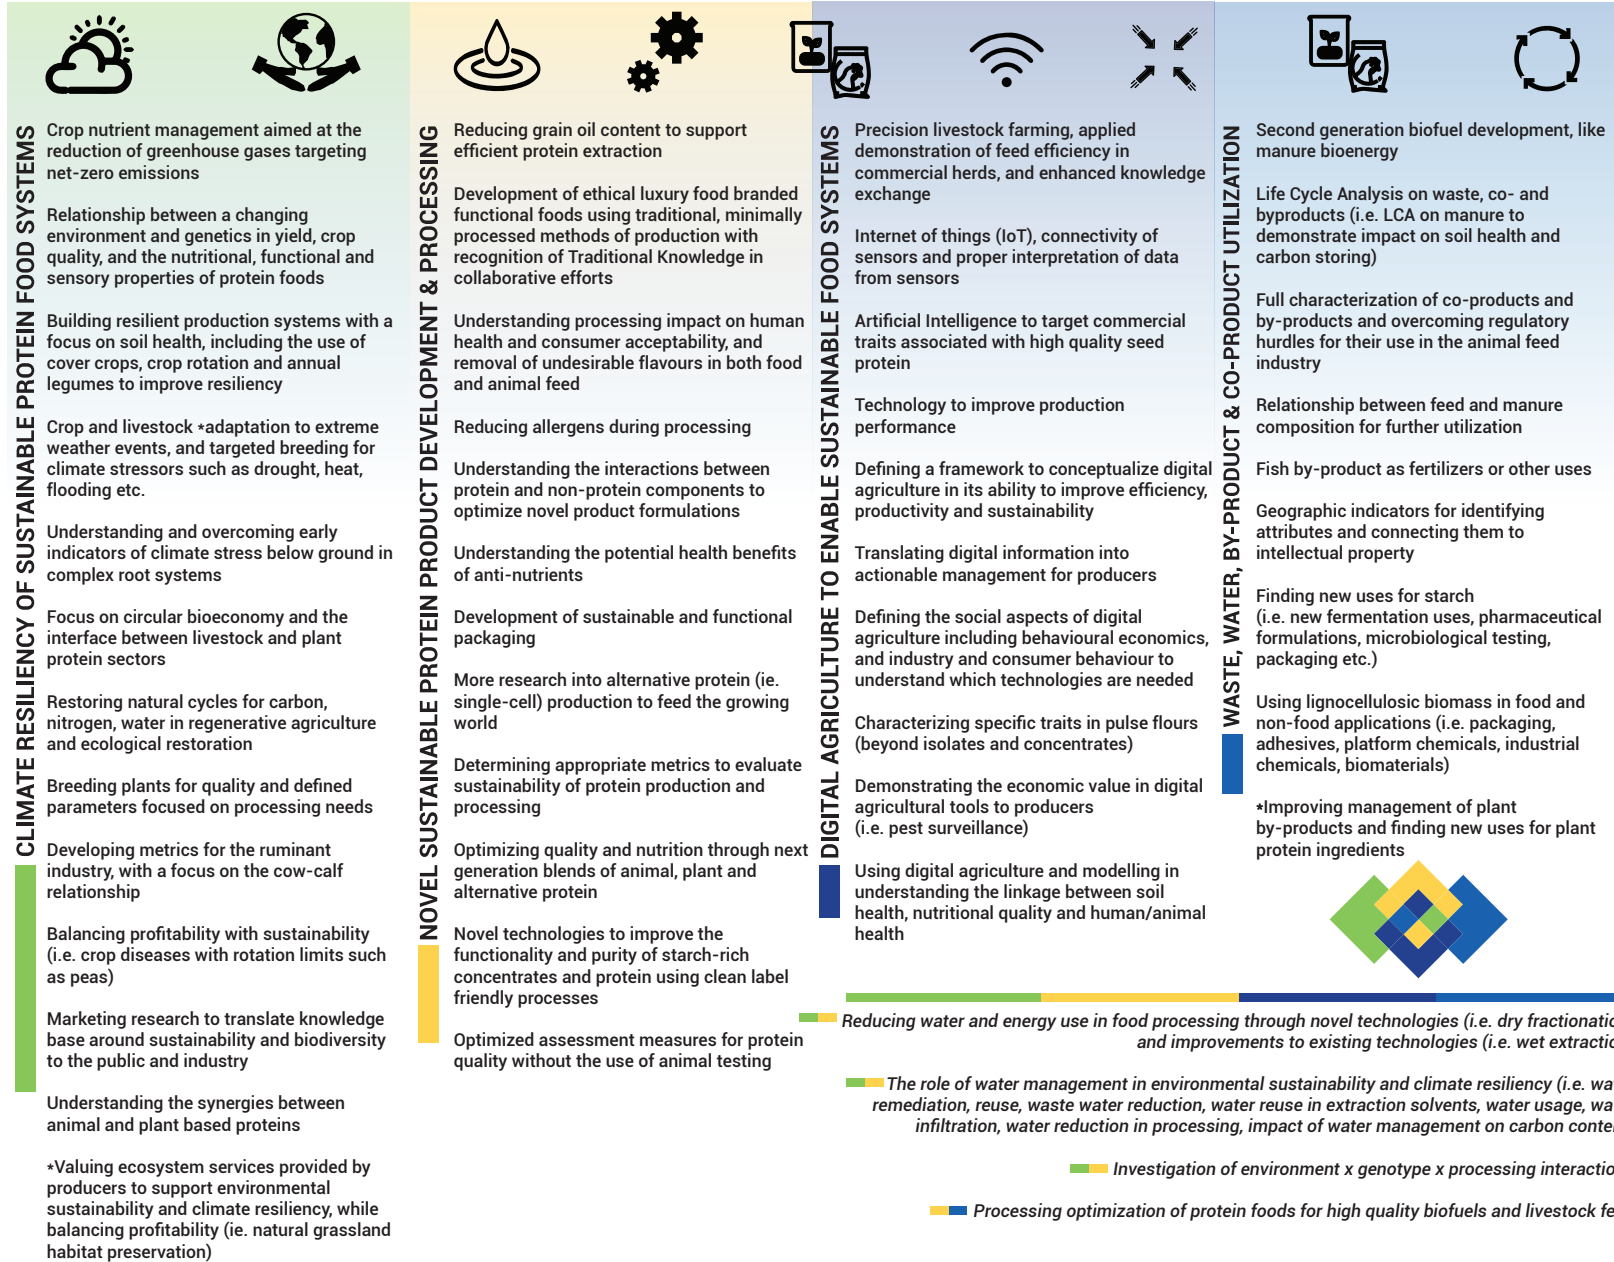 CLIMATE RESILIENCY OF SUSTAINABLE PROTEIN FOOD SYSTEMS
Crop nutrient management aimed at the
reduction of greenhouse gases targeting
net-zero emissions
Relationship between a changing
environment and genetics in yield, crop
quality, and the nutritional, functional and
sensory properties of protein foods
Building resilient production systems with a
focus on soil health, including the use of
cover crops, crop rotation and annual
legumes to improve resiliency
Crop and livestock *adaptation to extreme
weather events, and targeted breeding for
climate stressors such as drought, heat,
flooding etc.
Understanding and overcoming early
indicators of climate stress below ground in
complex root systems
Focus on circular bioeconomy and the
interface between livestock and plant
protein sectors
Restoring natural cycles for carbon,
nitrogen, water in regenerative agriculture
and ecological restoration
Breeding plants for quality and defined
parameters focused on processing needs
Developing metrics for the ruminant
industry, with a focus on the cow-calf
relationship
Balancing profitability with sustainability
(i.e. crop diseases with rotation limits such
as peas)
Marketing research to translate knowledge
base around sustainability and biodiversity
to the public and industry
Understanding the synergies between
animal and plant based proteins
*Valuing ecosystem services provided by
producers to support environmental
sustainability and climate resiliency, while
balancing profitability (ie. natural grassland
habitat preservation)
NOVEL SUSTAINABLE PROTEIN PRODUCT DEVELOPMENT & PROCESSING
Reducing grain oil content to support
efficient protein extraction
Development of ethical luxury food branded
functional foods using traditional, minimally
processed methods of production with
recognition of Traditional Knowledge in
collaborative efforts
Understanding processing impact on human
health and consumer acceptability, and
removal of undesirable flavours in both food
and animal feed
Reducing allergens during processing
Understanding the interactions between
protein and non-protein components to
optimize novel product formulations
Understanding the potential health benefits
of anti-nutrients
Development of sustainable and functional
packaging
More research into alternative protein (ie.
single-cell) production to feed the growing
world
Determining appropriate metrics to evaluate
sustainability of protein production and
processing
Optimizing quality and nutrition through next
generation blends of animal, plant and
alternative protein
Novel technologies to improve the
functionality and purity of starch-rich
concentrates and protein using clean label
friendly processes
Optimized assessment measures for protein
quality without the use of animal testing
DIGITAL AGRICULTURE TO ENABLE SUSTAINABLE FOOD SYSTEMS
Precision livestock farming, applied
demonstration of feed efficiency in
commercial herds, and enhanced knowledge
exchange
Internet of things (IoT), connectivity of
sensors and proper interpretation of data
from sensors
Artificial Intelligence to target commercial
traits associated with high quality seed
protein
Technology to improve production
performance
Defining a framework to conceptualize digital
agriculture in its ability to improve efficiency,
productivity and sustainability
Translating digital information into
actionable management for producers
Defining the social aspects of digital
agriculture including behavioural economics,
and industry and consumer behaviour to
understand which technologies are needed
Characterizing specific traits in pulse flours
(beyond isolates and concentrates)
Demonstrating the economic value in digital
agricultural tools to producers
(i.e. pest surveillance)
Using digital agriculture and modelling in
understanding the linkage between soil
health, nutritional quality and human/animal
health
WASTE, WATER, BY-PRODUCT & CO-PRODUCT UTILIZATION
Second generation biofuel development, like
manure bioenergy
Life Cycle Analysis on waste, co- and
byproducts (i.e. LCA on manure to
demonstrate impact on soil health and
carbon storing)
Full characterization of co-products and
by-products and overcoming regulatory
hurdles for their use in the animal feed
industry
Relationship between feed and manure
composition for further utilization
Fish by-product as fertilizers or other uses
Geographic indicators for identifying
attributes and connecting them to
intellectual property
Finding new uses for starch
(i.e. new fermentation uses, pharmaceutical
formulations, microbiological testing,
packaging etc.)
Using lignocellulosic biomass in food and
non-food applications (i.e. packaging,
adhesives, platform chemicals, industrial
chemicals, biomaterials)
*Improving management of plant
by-products and finding new uses for plant
protein ingredients
Reducing water and energy use in food processing through novel technologies (i.e. dry
and improvements to existing technologies (i.e. wet
The role of water management in environmental sustainability and climate resiliency (i.e.
remediation, reuse, waste water reduction, water reuse in extraction solvents, water usage,
infiltration, water reduction in processing, impact of water management on carbon
Investigation of environment x genotype x processing
Processing optimization of protein foods for high quality biofuels and livestock